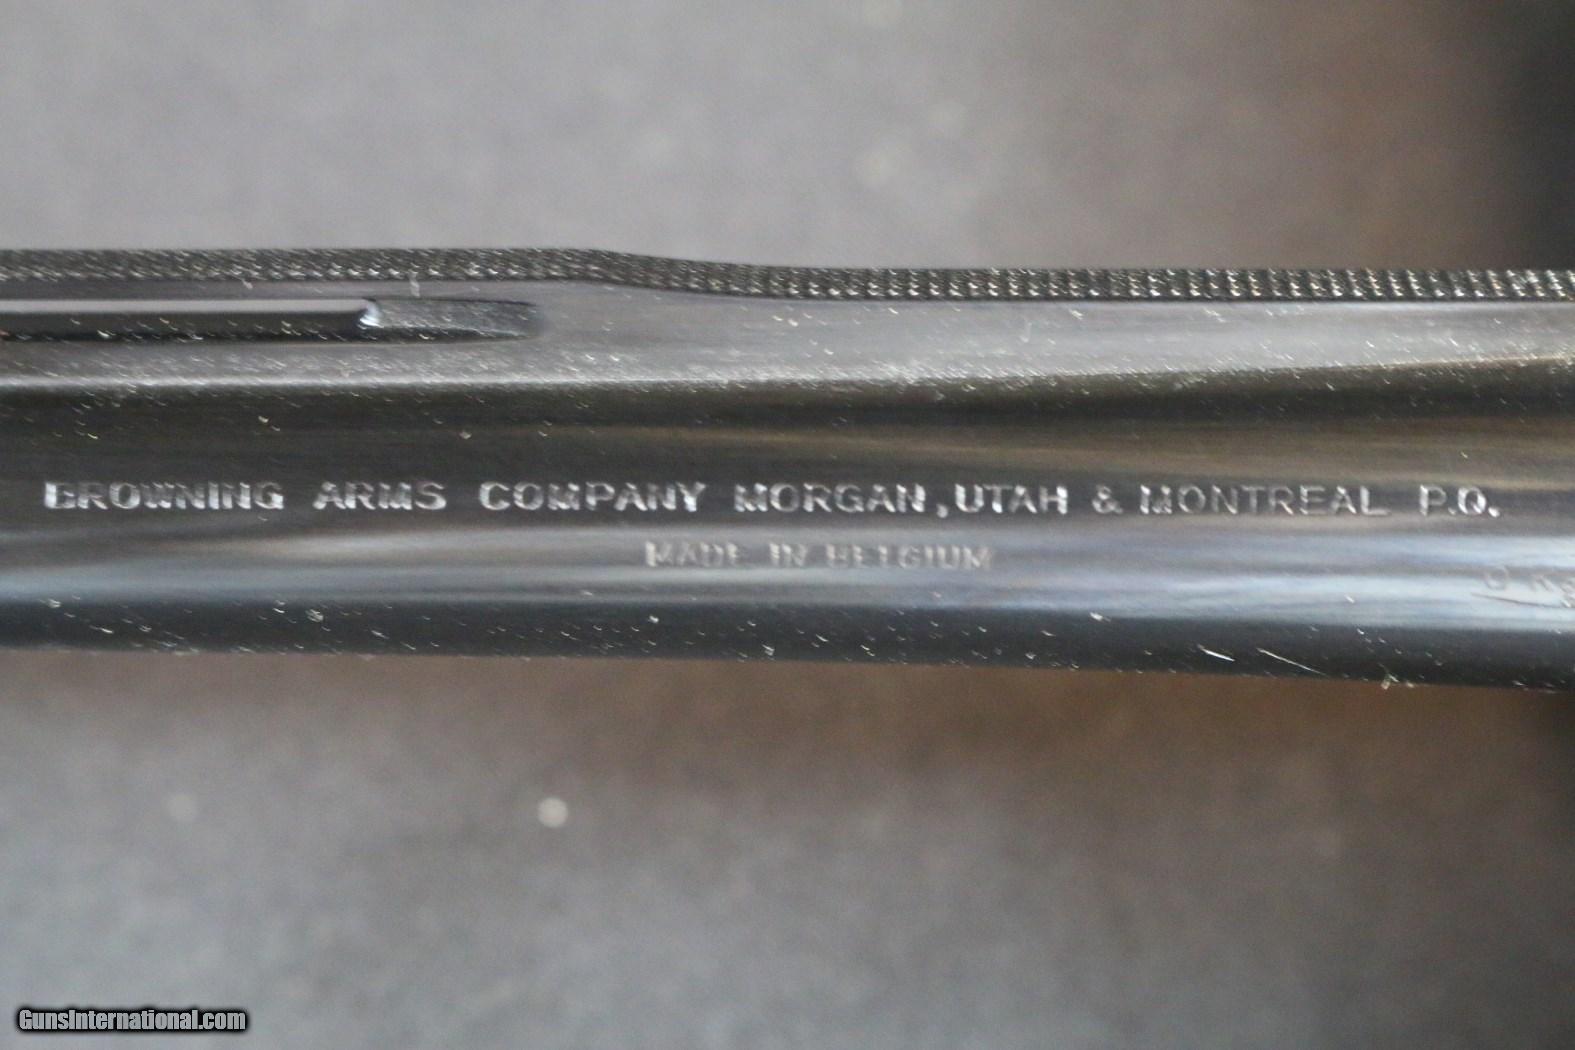 BROWNING ARMS COMPANY MORGAN, UTAH & MONTREAL P.Q.
MADE IN BELGIUM
GunsInternational.com